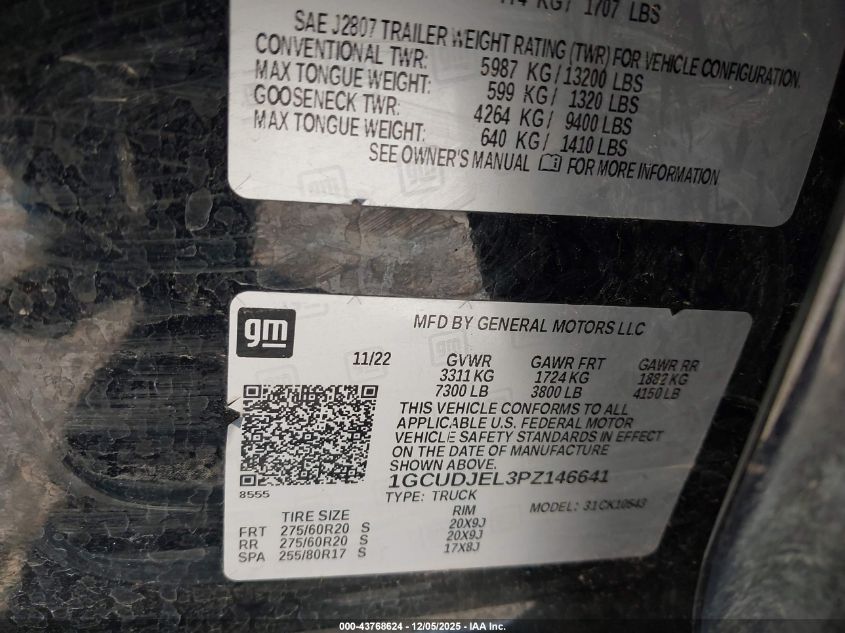 KG / 1707 LBS
SAE J2807 TRAILER WEIGHT RATING (TWR) FOR VEHICLE CONFIGURATION.
CONVENTIONAL TWR: 5987 KG / 13200 LBS
MAX TONGUE WEIGHT: 599 KG / 1320 LBS
GOOSENECK TWR: 4264 KG / 9400 LBS
MAX TONGUE WEIGHT: 640 KG / 1410 LBS
SEE OWNER'S MANUAL FOR MORE INFORMATION
gm
MFD BY GENERAL MOTORS LLC
11/22 GVWR GAWR FRT GAWR RR
3311 KG 1724 KG 1882 KG
7300 LB 3800 LB 4150 LB
THIS VEHICLE CONFORMS TO ALL
APPLICABLE U.S. FEDERAL MOTOR
VEHICLE SAFETY STANDARDS IN EFFECT
ON THE DATE OF MANUFACTURE
SHOWN ABOVE
1GCUDJEL3PZ146641
8555
TYPE: TRUCK MODEL: 31CK10543
TIRE SIZE RIM
FRT 275/60R20 S 20X9J
RR 275/60R20 S 20X9J
SPA 255/80R17 S 17X8J
000-43768624 - 12/05/2025 - IAA Inc.